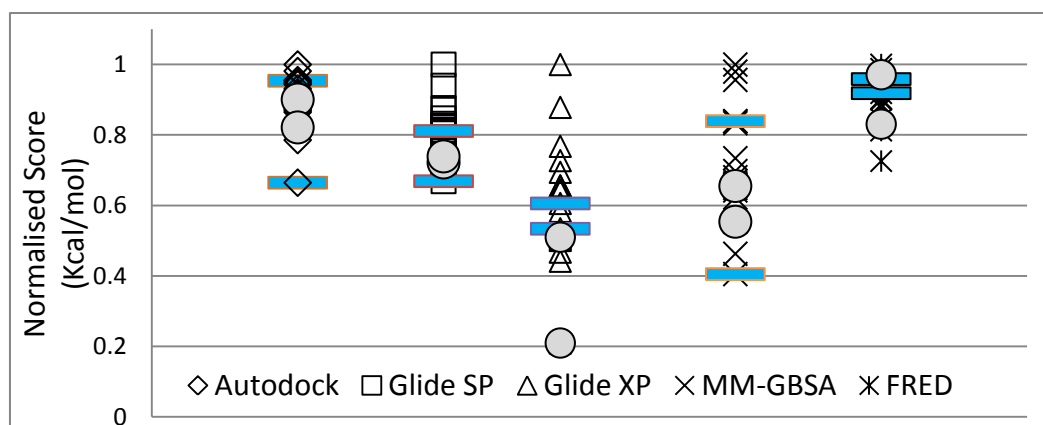 Normalised Score
(Kcal/mol)
1
0.8
0.6
0.4
0.2
0
Autodock Glide SP Glide XP MM-GBSA FRED